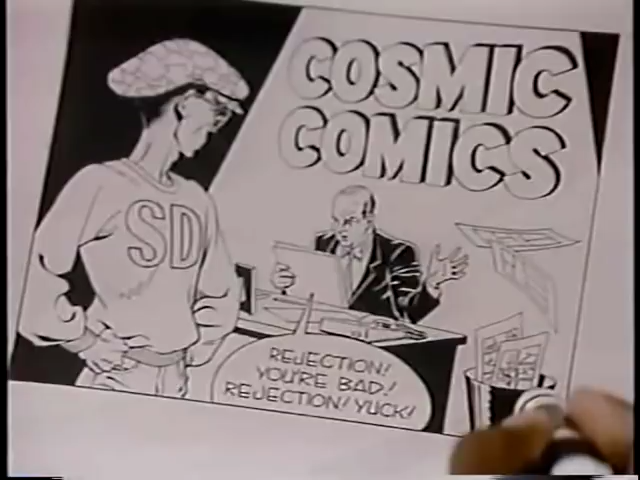 COSMIC
COMICS
SD
REJECTION!
YOU'RE BAD!
REJECTION! YUCK!